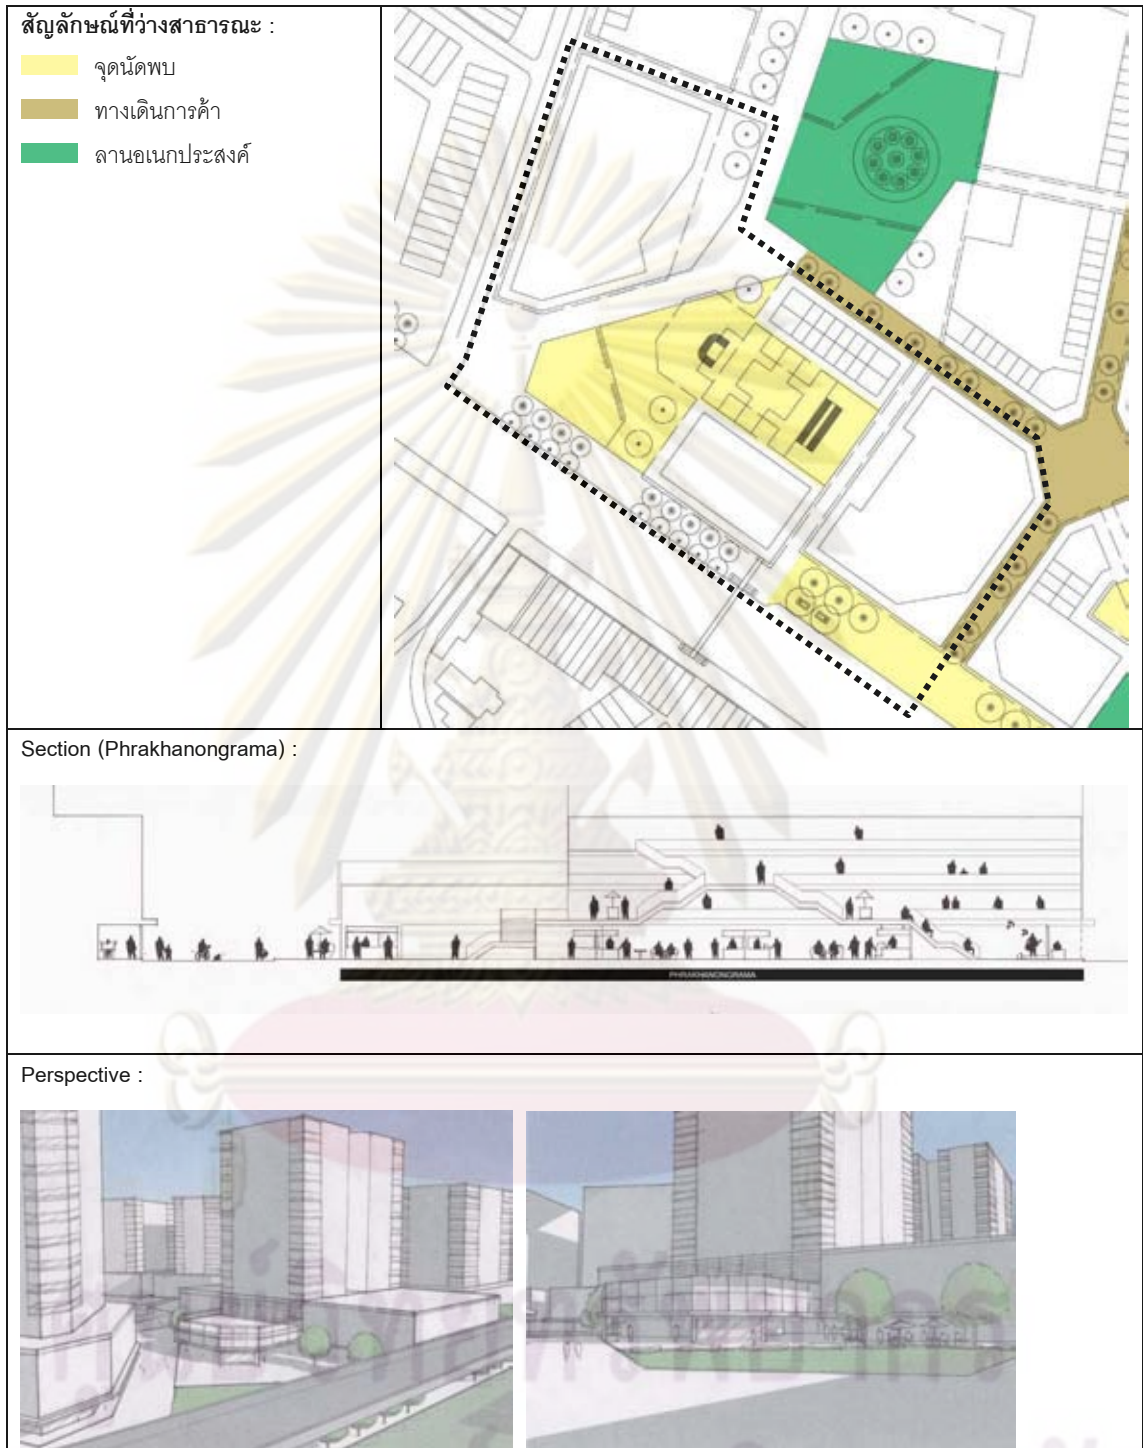 สัญลักษณ์ที่ว่างสาธารณะ :
จุดนัดพบ
ทางเดินการค้า
ลานอเนกประสงค์
Section (Phrakhanongrama) :
PHRAKHANONGRAMA
Perspective :